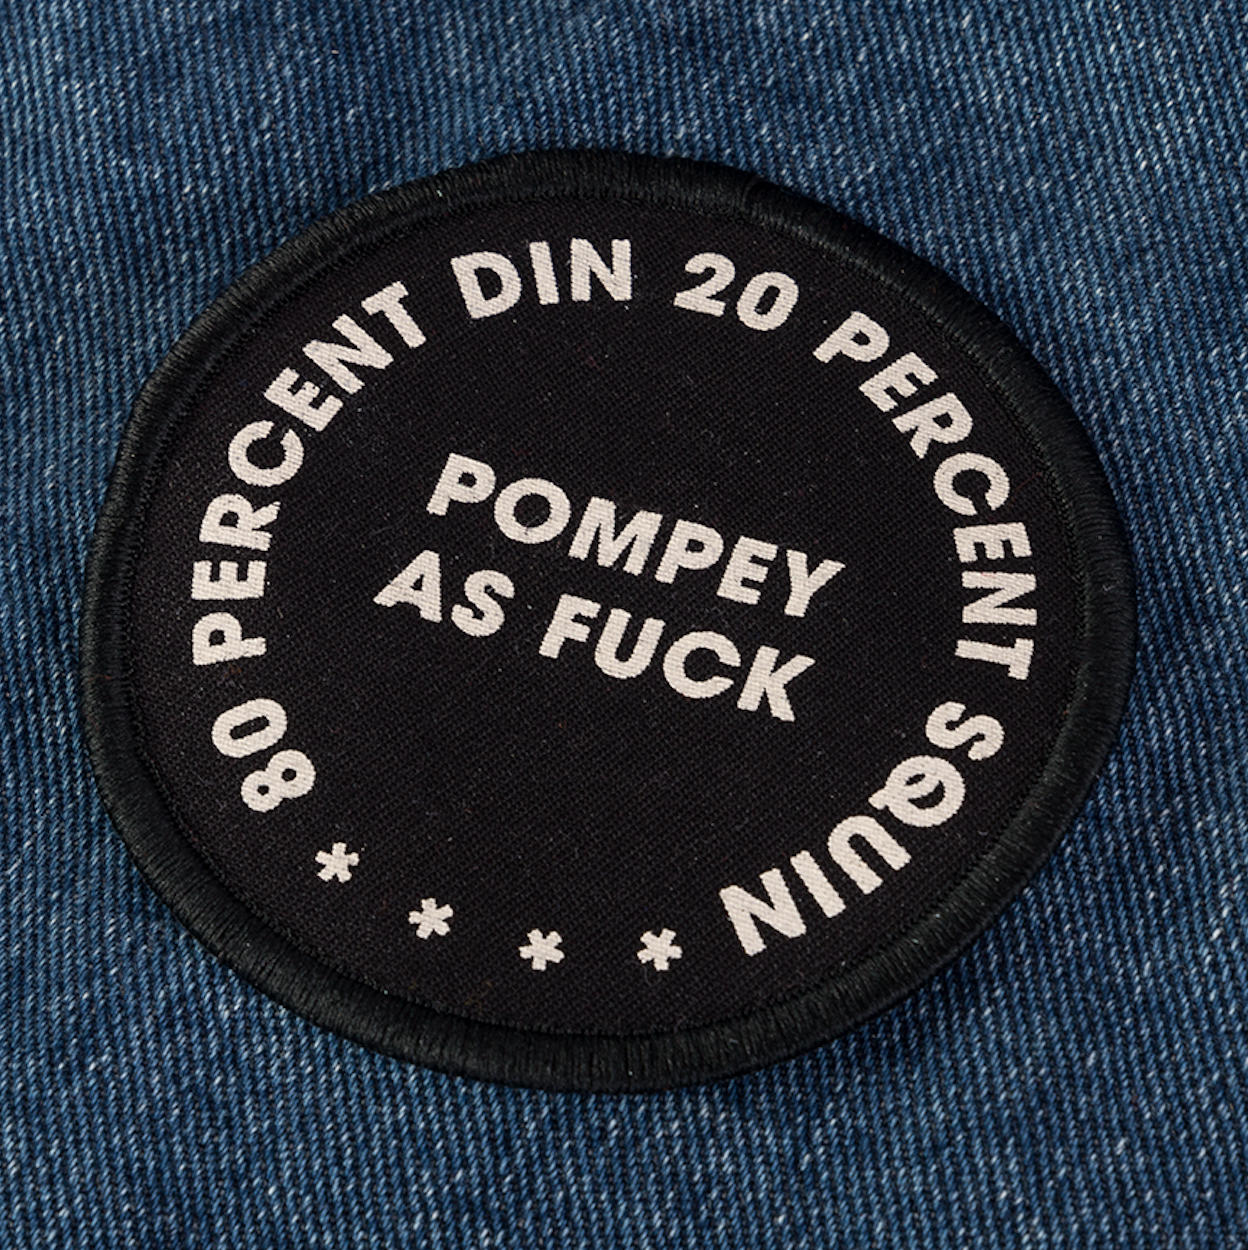 80 PERCENT DIN 20 PERCENT SQUIN * * * *
POMPEY
AS FUCK